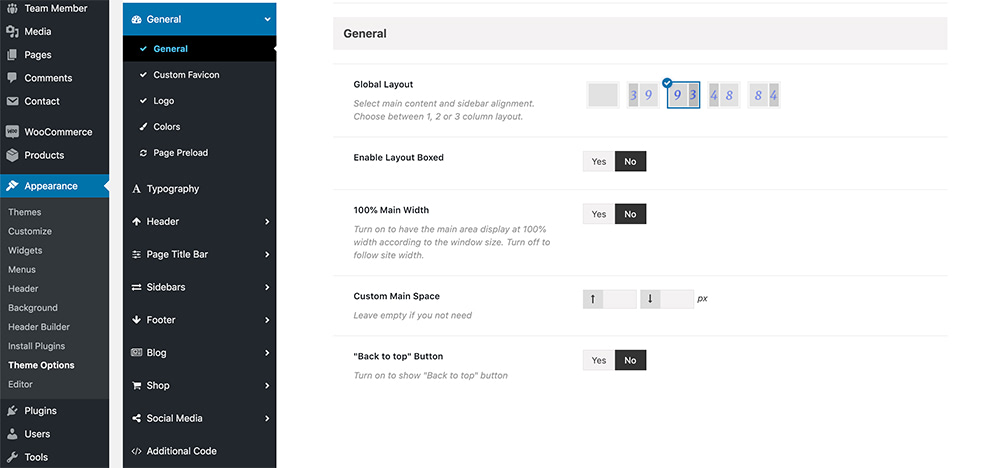 Team Member
Media
Pages
Comments
Contact
WooCommerce
Products
Appearance
Themes
Customize
Widgets
Menus
Header
Background
Header Builder
Install Plugins
Theme Options
Editor
Plugins
Users
Tools
General
General
Custom Favicon
Logo
Colors
Page Preload
Typography
Header
Page Title Bar
Sidebars
Footer
Blog
Shop
Social Media
Additional Code
General
Global Layout
Select main content and sidebar alignment.
Choose between 1, 2 or 3 column layout.
3 9 9 3 4 8 8 4
Enable Layout Boxed
Yes No
100% Main Width
Turn on to have the main area display at 100%
width according to the window size. Turn off to
follow site width.
Yes No
Custom Main Space
Leave empty if you not need
px
"Back to top" Button
Turn on to show "Back to top" button
Yes No